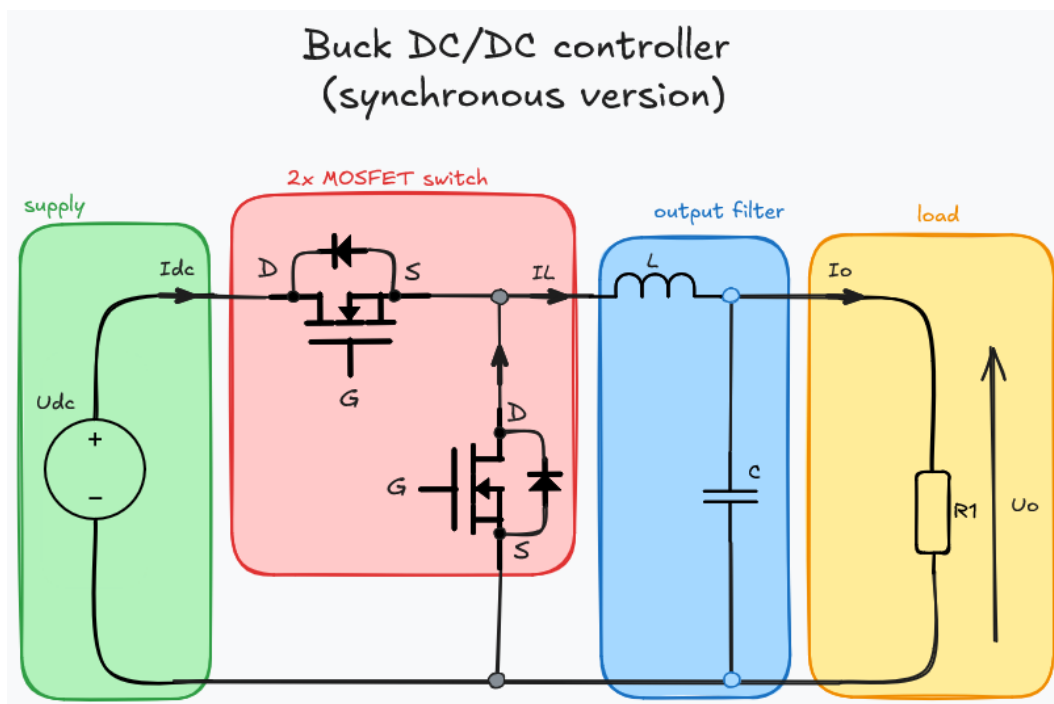 Buck DC/DC controller
(synchronous version)
2x MOSFET switch
supply
output filter
load
Idc
D
S
IL
L
Io
G
Udc
+
−
D
G
S
C
R1
Uo